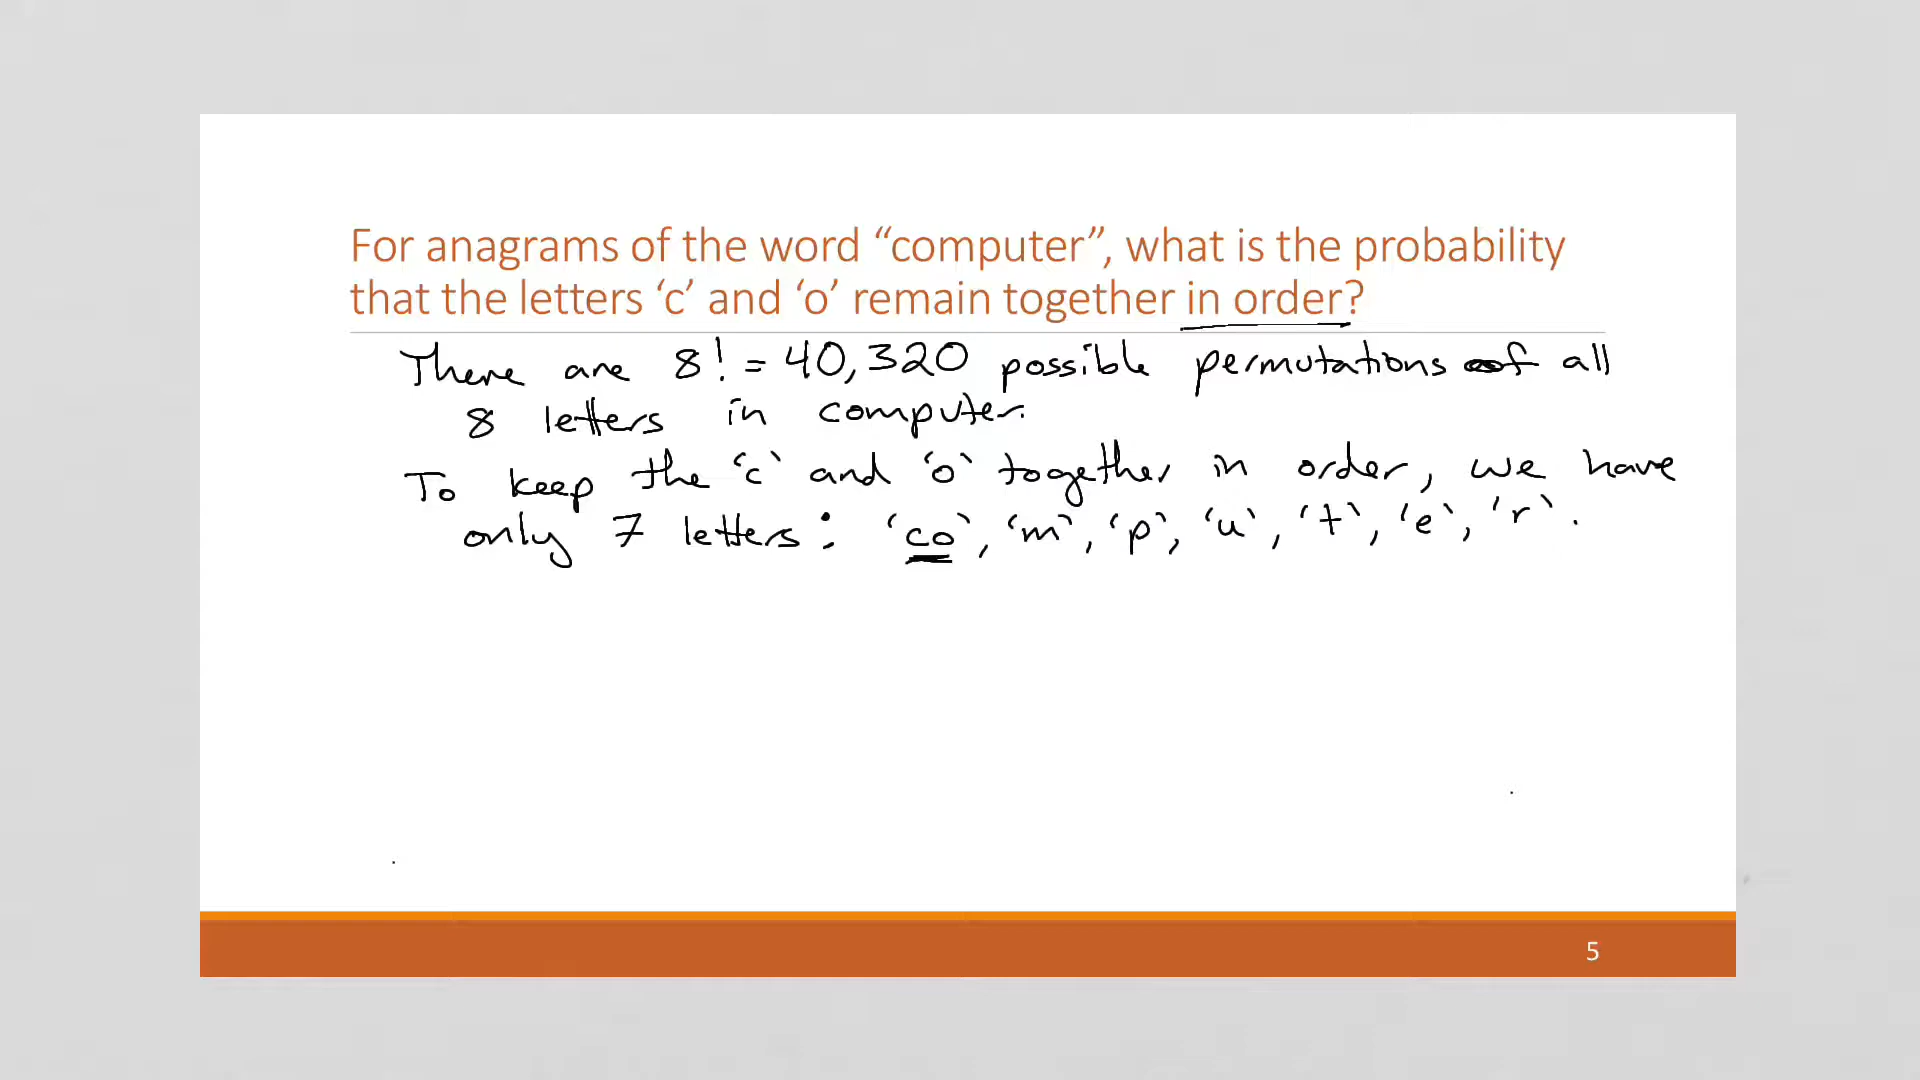 For anagrams of the word “computer”, what is the probability
that the letters ‘c’ and ‘o’ remain together in order?
There are 8! = 40,320 possible permutations of all
8 letters in computer.
To keep the ‘c‵ and ‘o‵ together in order, we have
only 7 letters: ‘co‵, ‘m‵, ‘p‵, ‘u‵, ‘t‵, ‘e‵, ‘r‵.
5